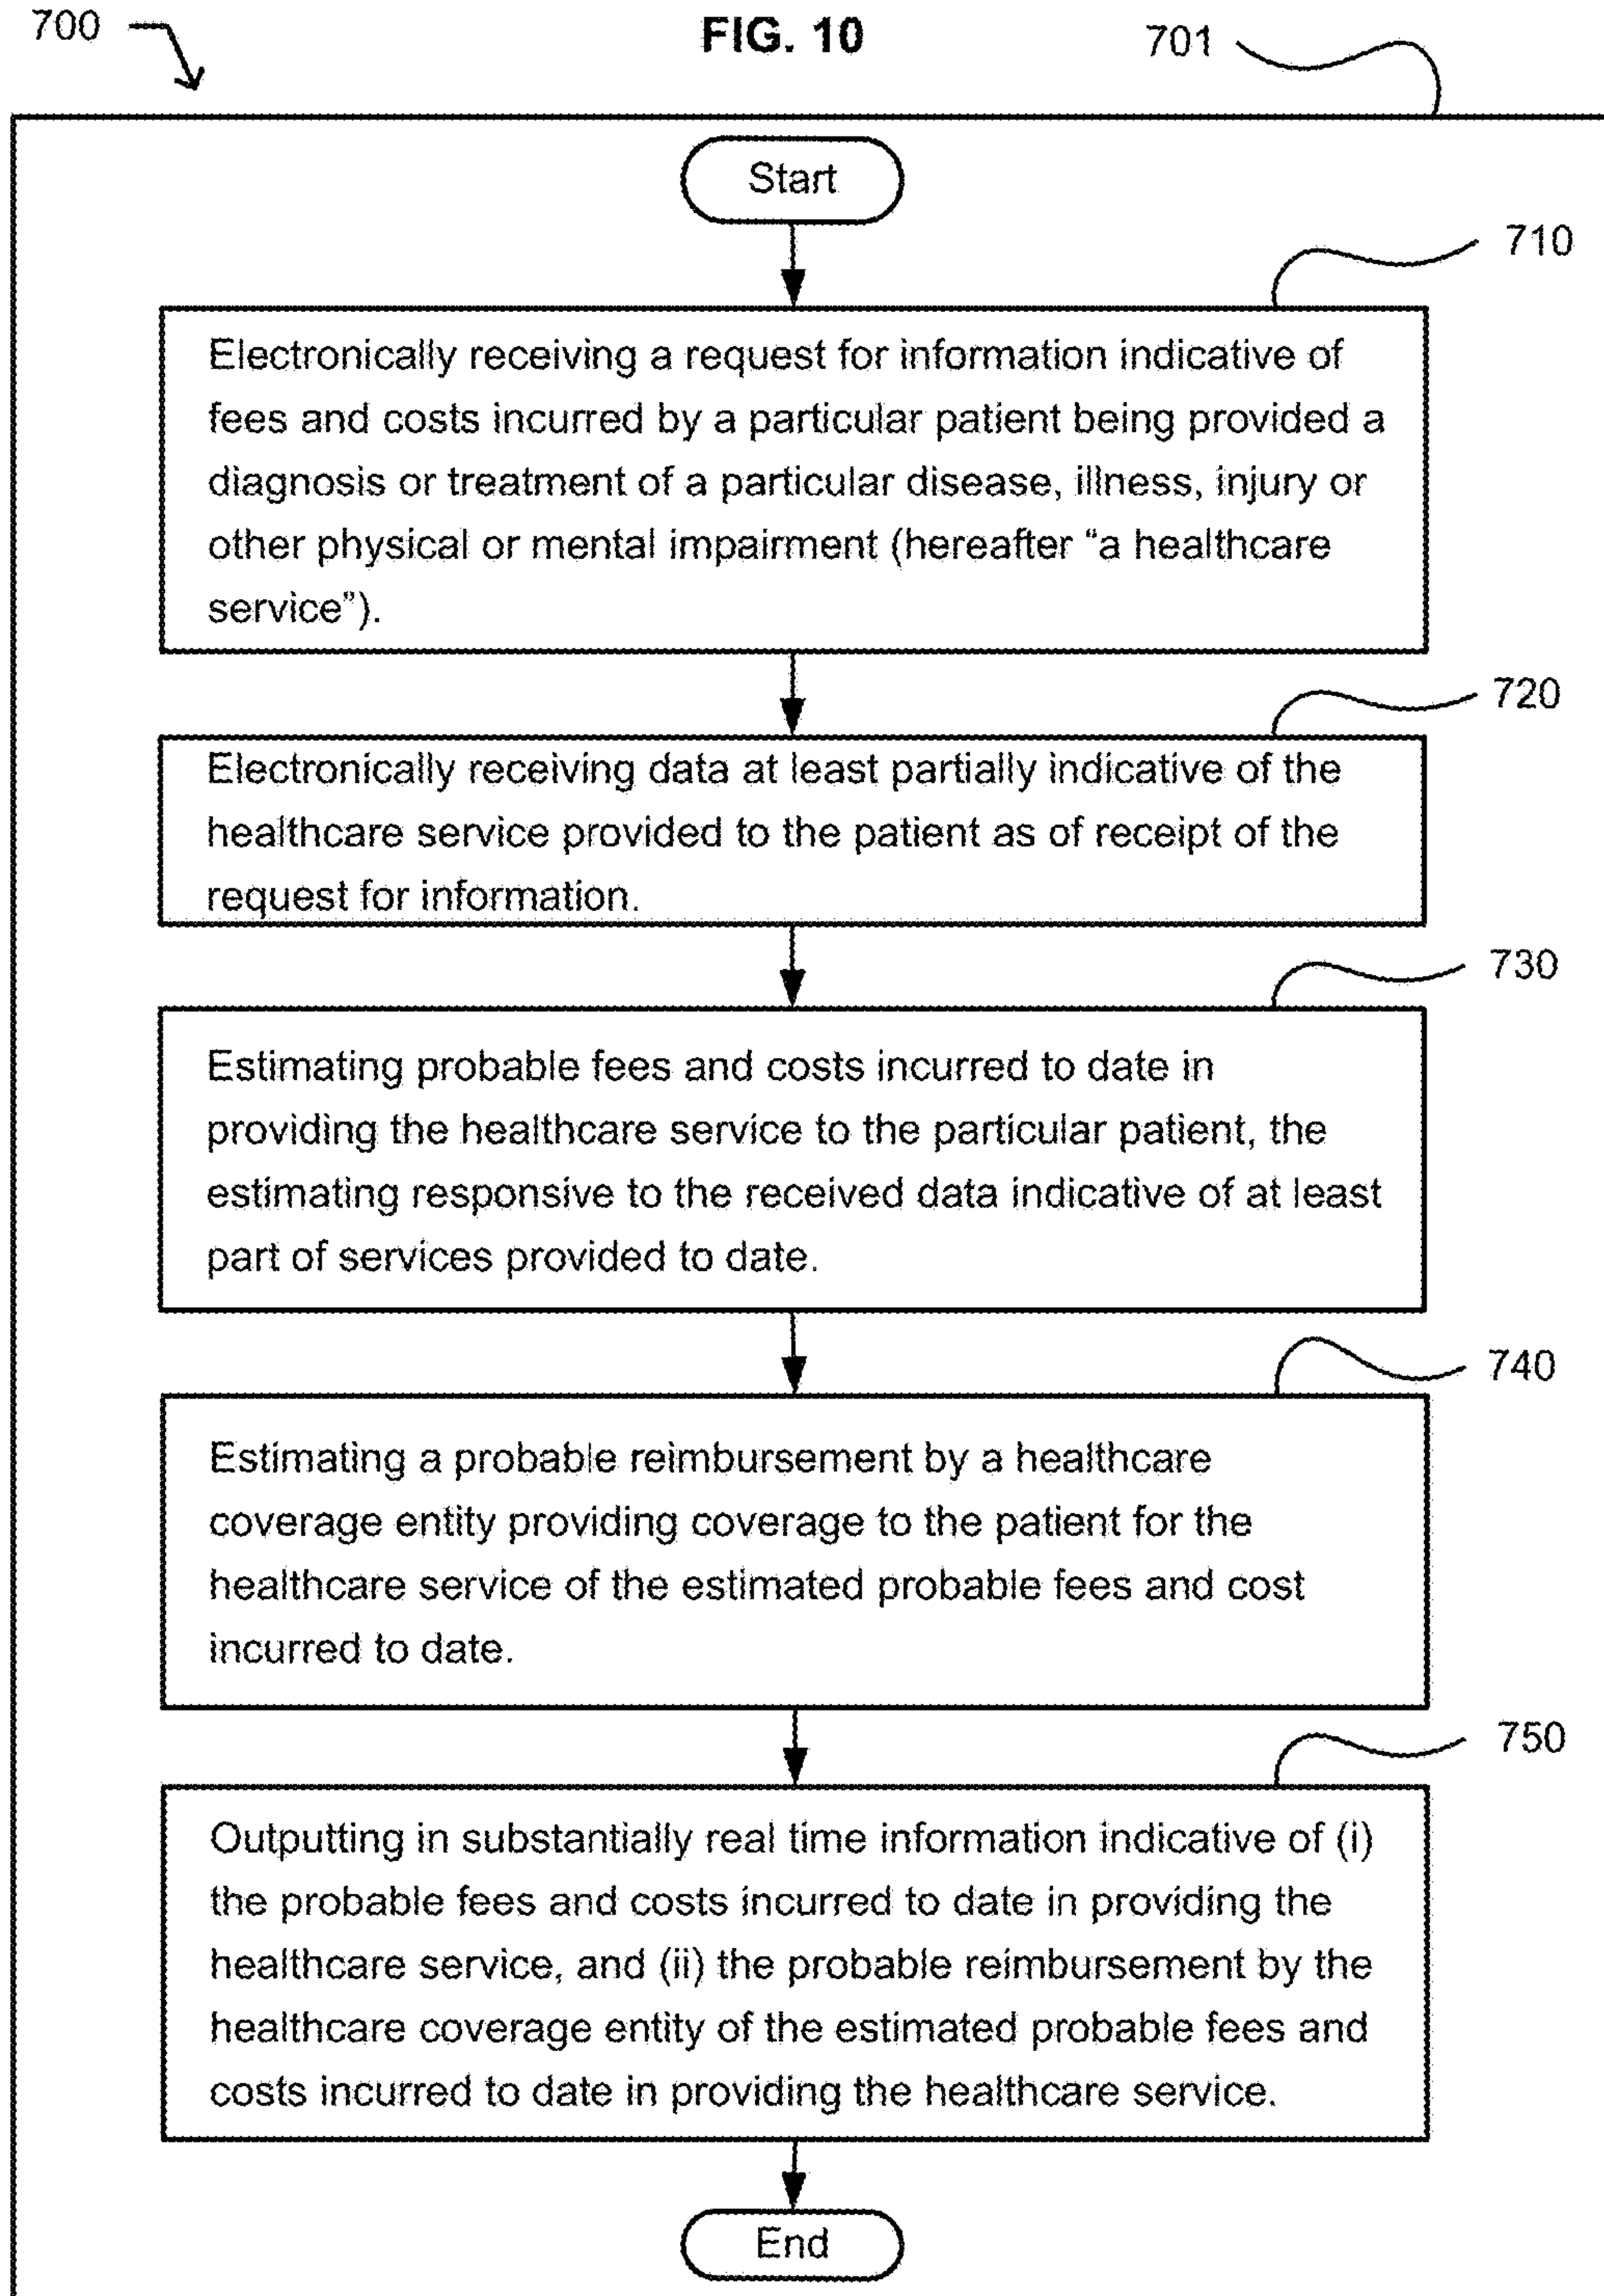 700
FIG. 10
701
Start
710
Electronically receiving a request for information indicative of
fees and costs incurred by a particular patient being provided a
diagnosis or treatment of a particular disease, illness, injury or
other physical or mental impairment (hereafter “a healthcare
service”).
720
Electronically receiving data at least partially indicative of the
healthcare service provided to the patient as of receipt of the
request for information.
730
Estimating probable fees and costs incurred to date in
providing the healthcare service to the particular patient, the
estimating responsive to the received data indicative of at least
part of services provided to date.
740
Estimating a probable reimbursement by a healthcare
coverage entity providing coverage to the patient for the
healthcare service of the estimated probable fees and cost
incurred to date.
750
Outputting in substantially real time information indicative of (i)
the probable fees and costs incurred to date in providing the
healthcare service, and (ii) the probable reimbursement by the
healthcare coverage entity of the estimated probable fees and
costs incurred to date in providing the healthcare service.
End